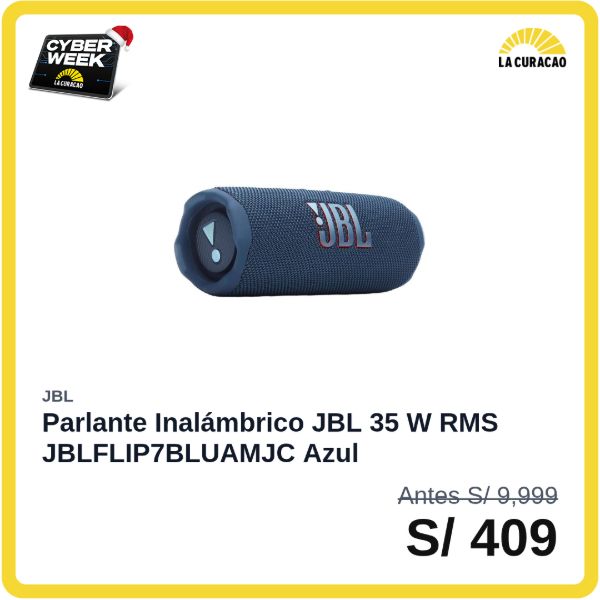 CYBER
WEEK
LA CURACAO
LA CURACAO
JBL
JBL
Parlante Inalámbrico JBL 35 W RMS
JBLFLIP7BLUAMJC Azul
Antes S/ 9,999
S/ 409